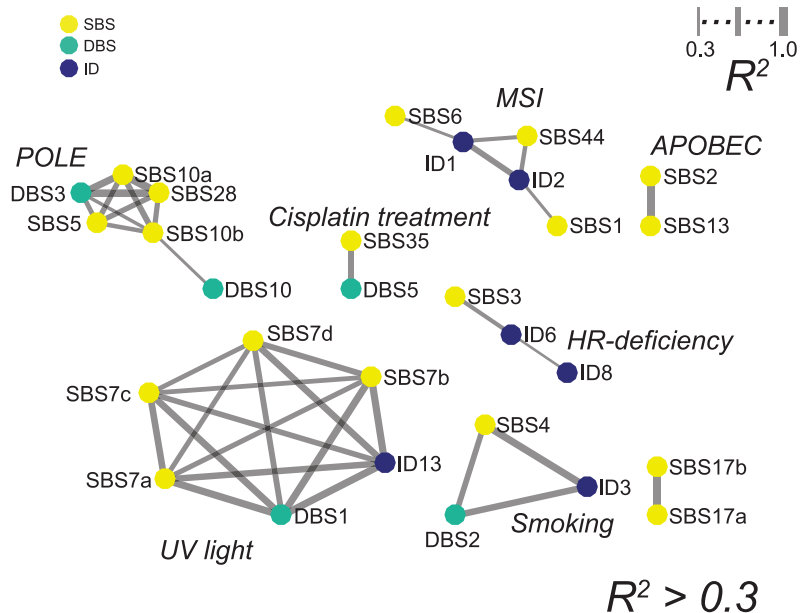 SBS
DBS
ID
0.3
1.0
R²
MSI
SBS6
SBS44
ID1
ID2
SBS1
APOBEC
SBS2
SBS13
POLE
SBS10a
DBS3
SBS28
SBS5
SBS10b
DBS10
Cisplatin treatment
SBS35
DBS5
SBS3
ID6
HR-deficiency
ID8
SBS7d
SBS7b
SBS7c
ID13
SBS7a
DBS1
UV light
SBS4
ID3
DBS2
Smoking
SBS17b
SBS17a
R² > 0.3